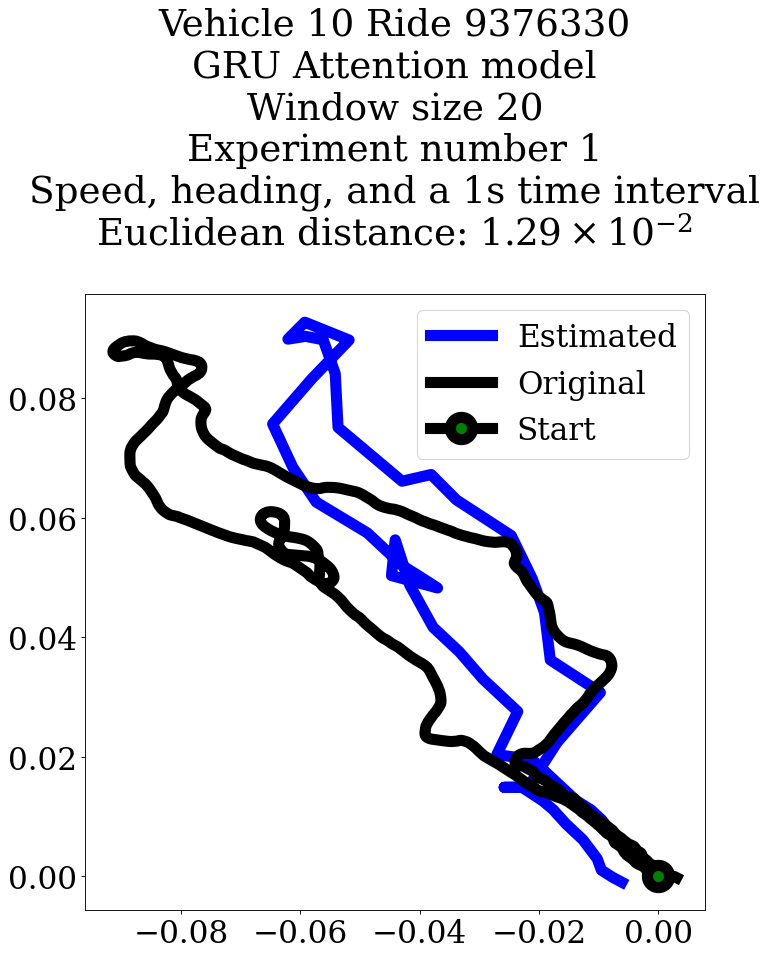 Vehicle 10 Ride 9376330
GRU Attention model
Window size 20
Experiment number 1
Speed, heading, and a 1s time interval
Euclidean distance: 1.29 × 10⁻²
Estimated
Original
Start
0.08
0.06
0.04
0.02
0.00
−0.08 −0.06 −0.04 −0.02 0.00